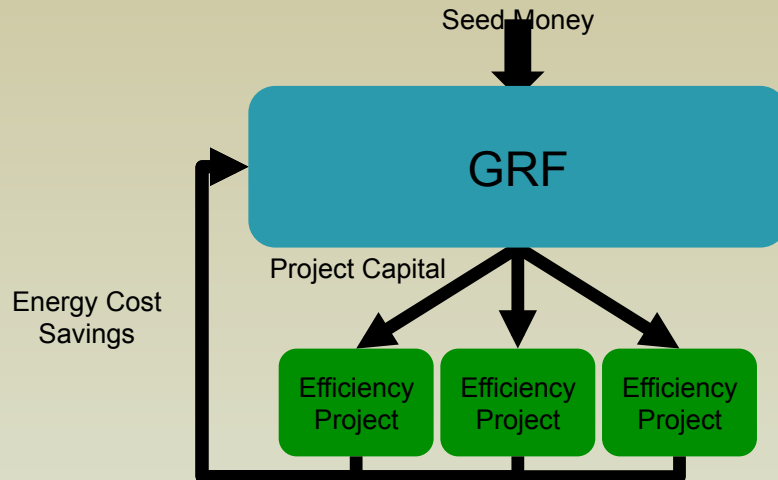 Seed Money
GRF
Project Capital
Energy Cost
Savings
Efficiency
Project
Efficiency
Project
Efficiency
Project